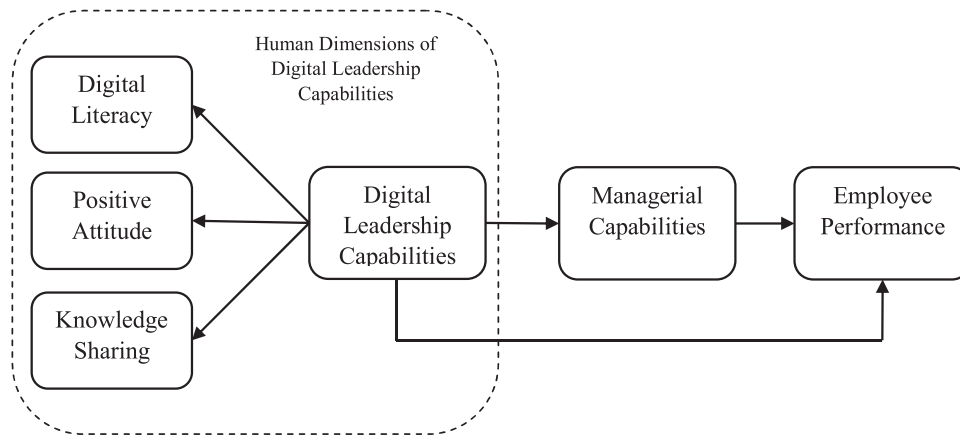 Human Dimensions of
Digital Leadership
Capabilities
Digital
Literacy
Positive
Attitude
Knowledge
Sharing
Digital
Leadership
Capabilities
Managerial
Capabilities
Employee
Performance